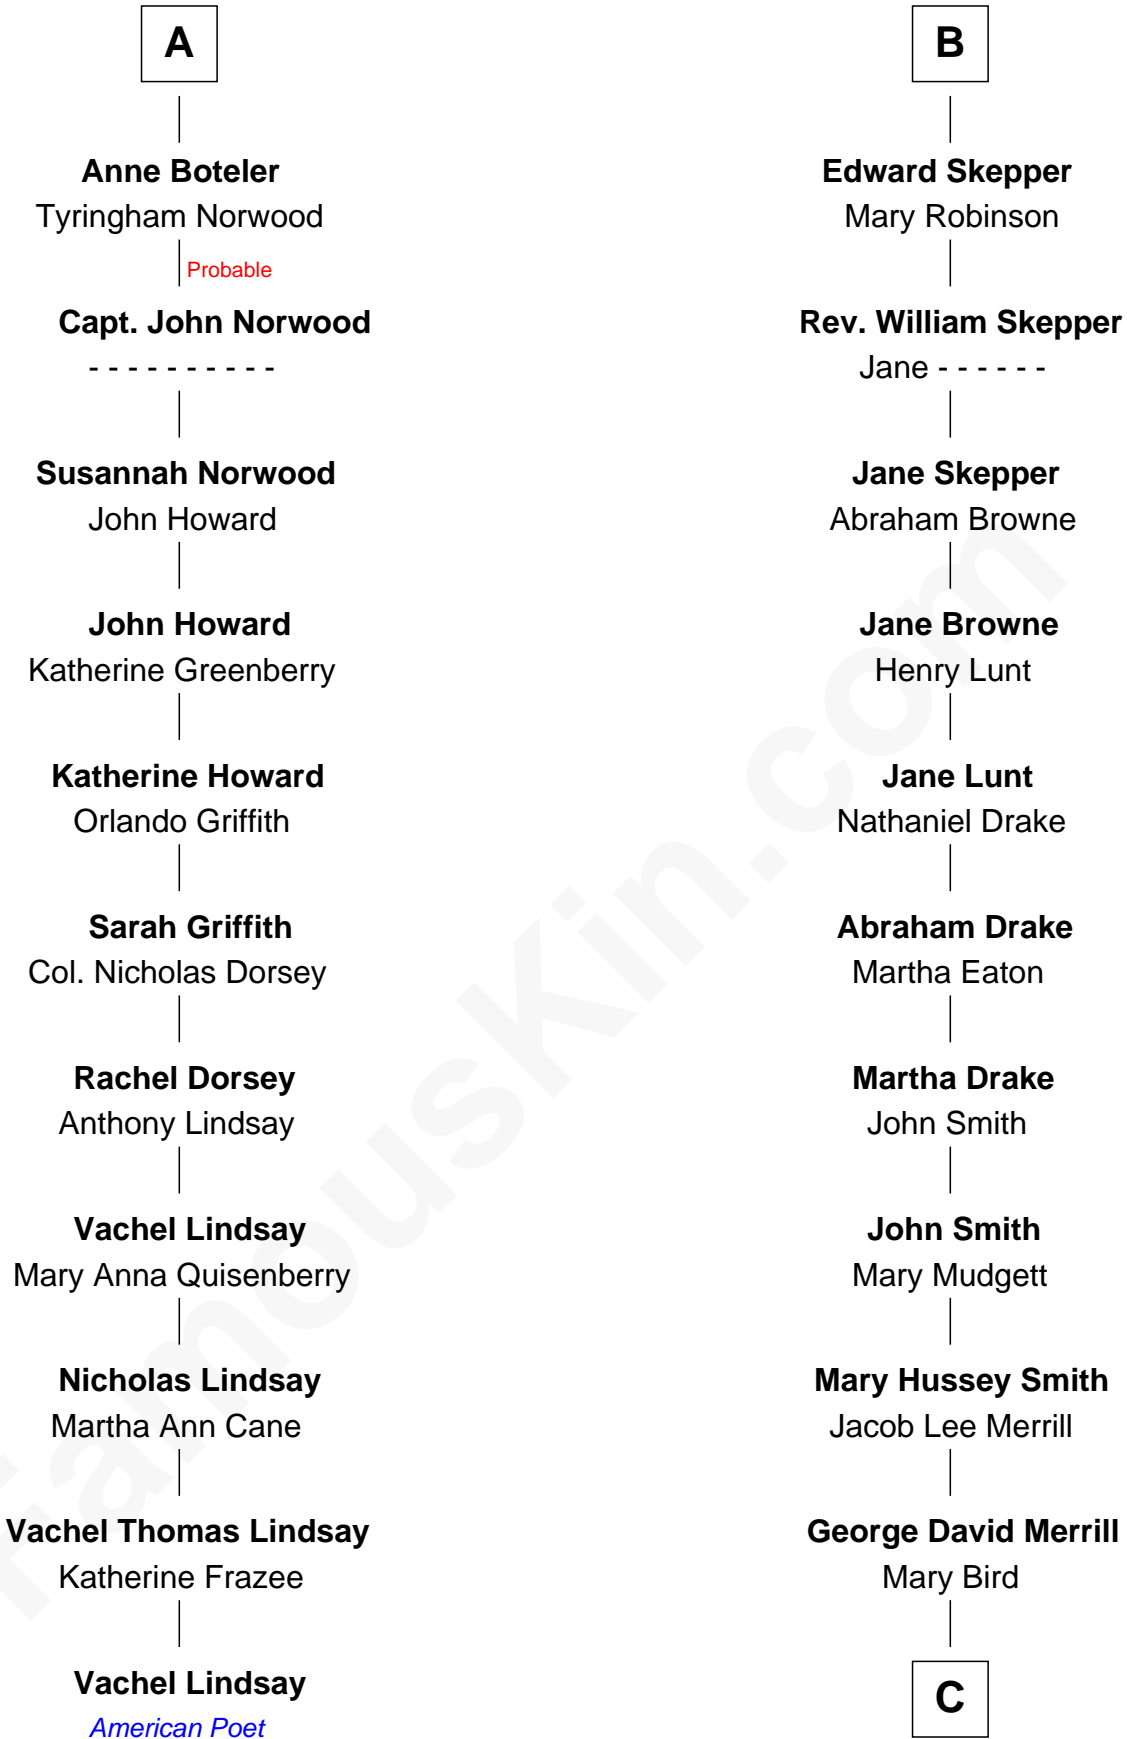 A
Anne Boteler
Tyringham Norwood
Probable
Capt. John Norwood
- - - - - - - - - -
Susannah Norwood
John Howard
John Howard
Katherine Greenberry
Katherine Howard
Orlando Griffith
Sarah Griffith
Col. Nicholas Dorsey
Rachel Dorsey
Anthony Lindsay
Vachel Lindsay
Mary Anna Quisenberry
Nicholas Lindsay
Martha Ann Cane
Vachel Thomas Lindsay
Katherine Frazee
Vachel Lindsay
American Poet
B
Edward Skepper
Mary Robinson
Rev. William Skepper
Jane - - - - - -
Jane Skepper
Abraham Browne
Jane Browne
Henry Lunt
Jane Lunt
Nathaniel Drake
Abraham Drake
Martha Eaton
Martha Drake
John Smith
John Smith
Mary Mudgett
Mary Hussey Smith
Jacob Lee Merrill
George David Merrill
Mary Bird
C
FamousKin.com